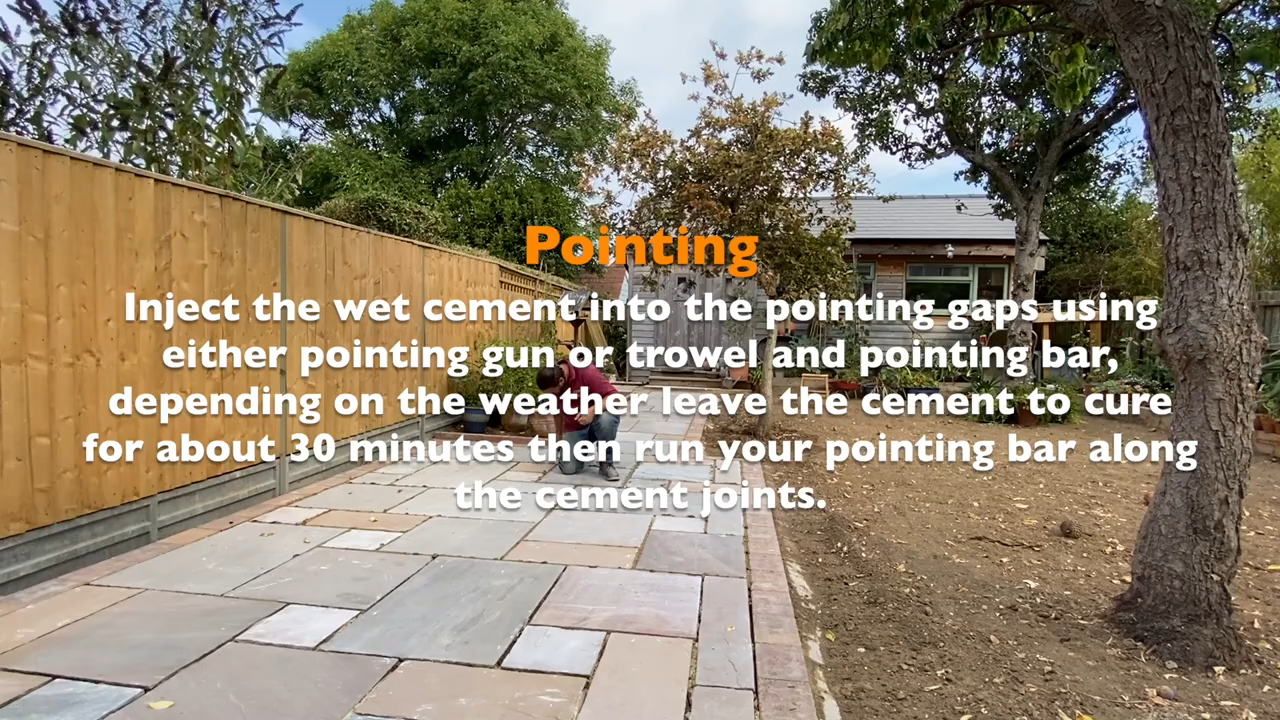 Pointing
Inject the wet cement into the pointing gaps using
either pointing gun or trowel and pointing bar,
depending on the weather leave the cement to cure
for about 30 minutes then run your pointing bar along
the cement joints.